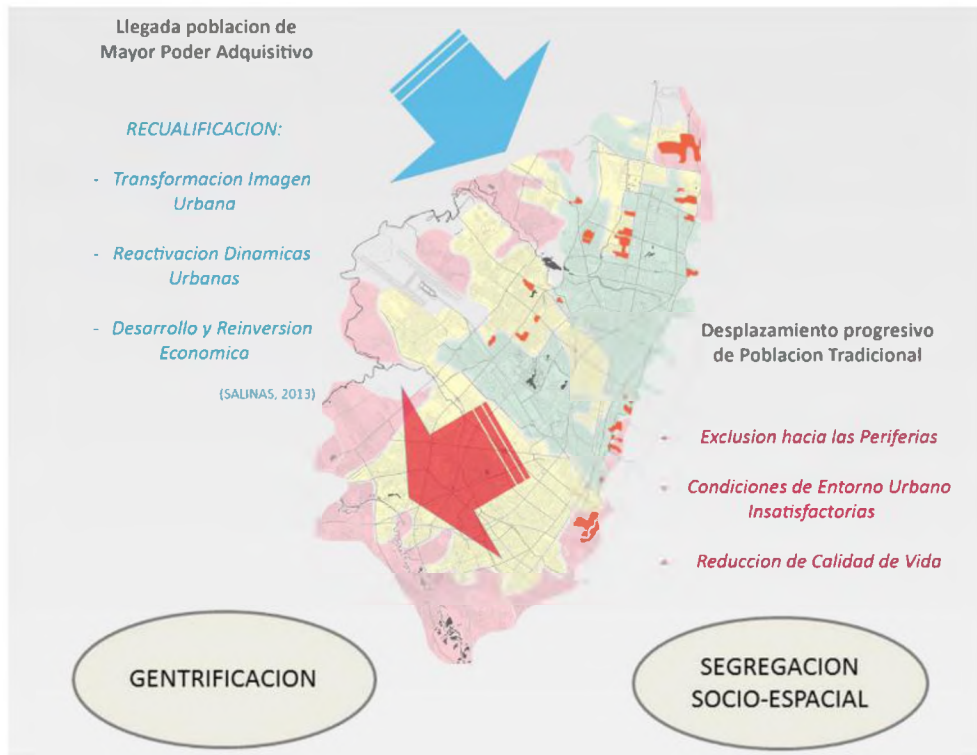 Llegada poblacion de
Mayor Poder Adquisitivo
RECUALIFICACION:
- Transformacion Imagen
Urbana
- Reactivacion Dinamicas
Urbanas
- Desarrollo y Reinversion
Economica
(SALINAS, 2013)
Desplazamiento progresivo
de Poblacion Tradicional
- Exclusion hacia las Periferias
- Condiciones de Entorno Urbano
Insatisfactorias
- Reduccion de Calidad de Vida
GENTRIFICACION
SEGREGACION
SOCIO-ESPACIAL